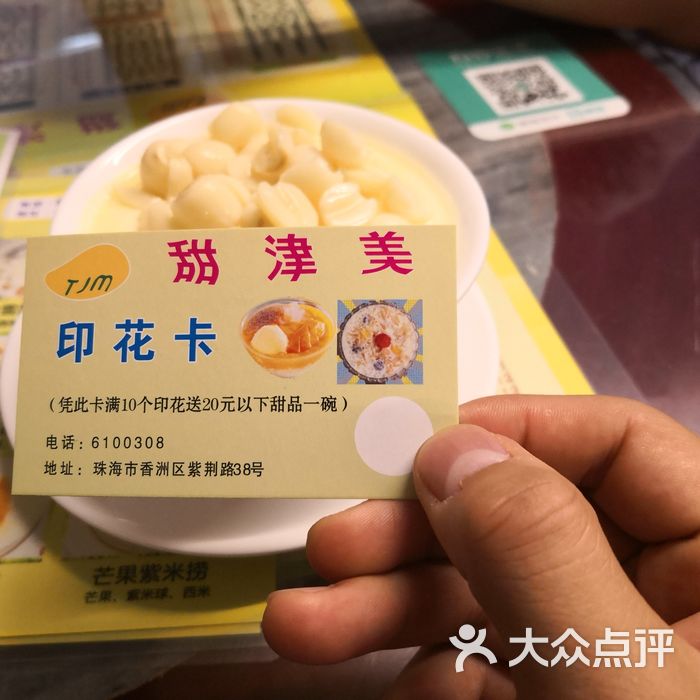 TJM
甜津美
印花卡
(凭此卡满10个印花送20元以下甜品一碗)
电话: 6100308
地址: 珠海市香洲区紫荆路38号
芒果紫米捞
芒果、紫米球、西米
大众点评